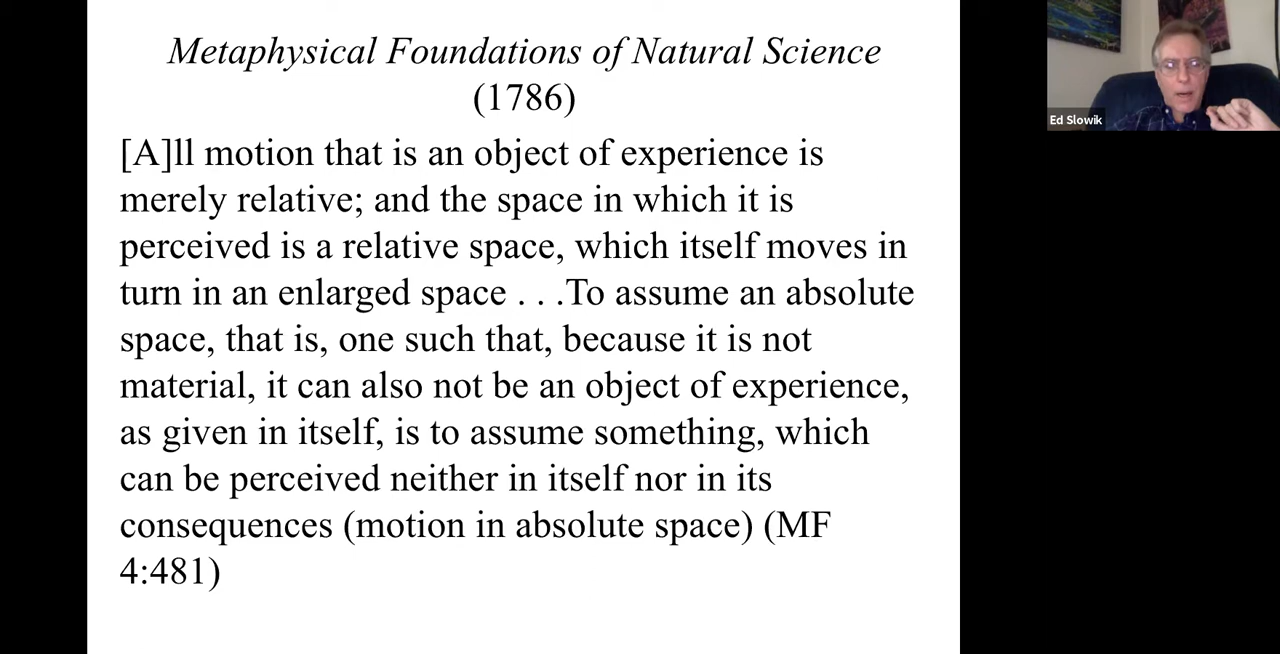 Metaphysical Foundations of Natural Science
(1786)
[A]ll motion that is an object of experience is
merely relative; and the space in which it is
perceived is a relative space, which itself moves in
turn in an enlarged space . . .To assume an absolute
space, that is, one such that, because it is not
material, it can also not be an object of experience,
as given in itself, is to assume something, which
can be perceived neither in itself nor in its
consequences (motion in absolute space) (MF
4:481)
Ed Slowik